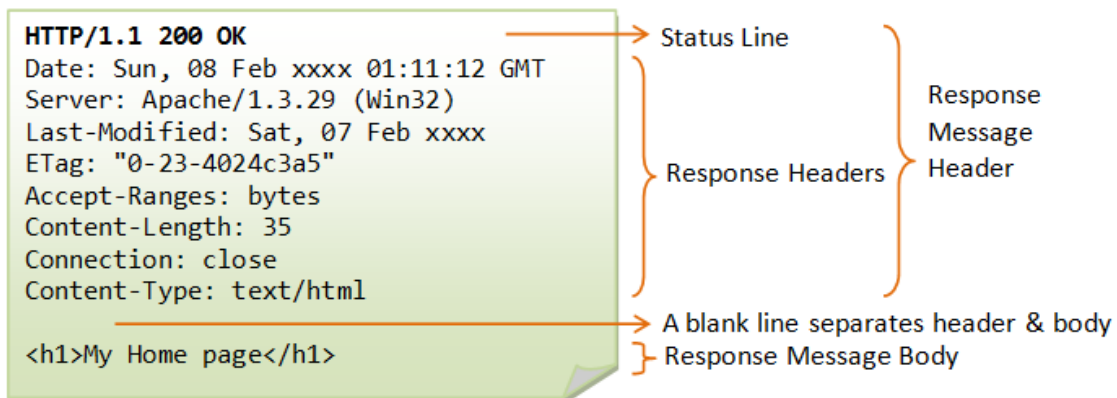 HTTP/1.1 200 OK
Date: Sun, 08 Feb xxxx 01:11:12 GMT
Server: Apache/1.3.29 (Win32)
Last-Modified: Sat, 07 Feb xxxx
ETag: "0-23-4024c3a5"
Accept-Ranges: bytes
Content-Length: 35
Connection: close
Content-Type: text/html
<h1>My Home page</h1>
Status Line
Response Headers
A blank line separates header & body
Response Message Body
Response
Message
Header